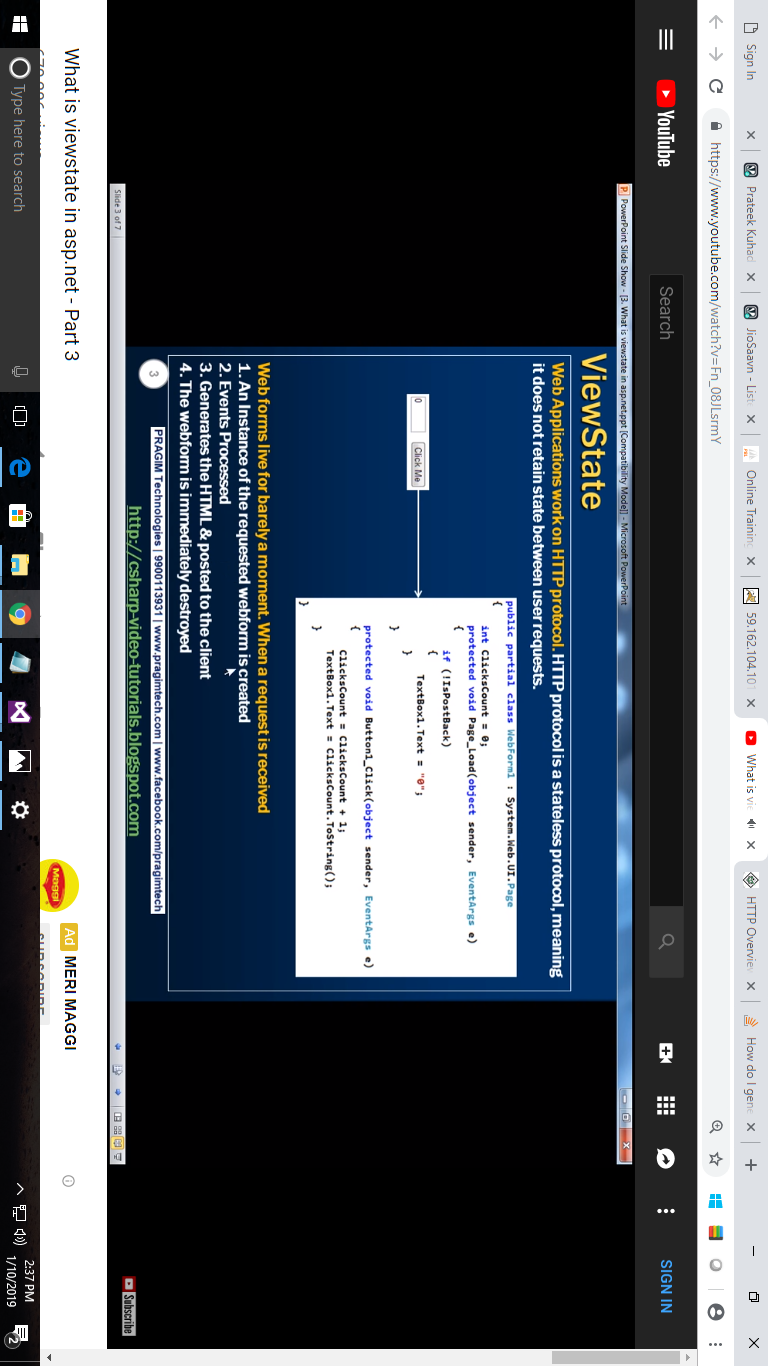 Sign In
Prateek Kuhad
JioSaavn - List
Online Training
59.162.104.101
What is vie
HTTP Overview
How do I gene
https://www.youtube.com/watch?v=Fn_08JLsrmY
YouTube
Search
SIGN IN
PowerPoint Slide Show - [3. What is viewstate in asp.net.ppt [Compatibility Mode]] - Microsoft PowerPoint
ViewState
Web Applications work on HTTP protocol. HTTP protocol is a stateless protocol, meaning
it does not retain state between user requests.
0
Click Me
public partial class WebForm1 : System.Web.UI.Page
{
int ClicksCount = 0;
protected void Page_Load(object sender, EventArgs e)
{
if (!IsPostBack)
{
TextBox1.Text = "0";
}
}
protected void Button1_Click(object sender, EventArgs e)
{
ClicksCount = ClicksCount + 1;
TextBox1.Text = ClicksCount.ToString();
}
}
Web forms live for barely a moment. When a request is received
1. An Instance of the requested webform is created
2. Events Processed
3. Generates the HTML & posted to the client
4. The webform is immediately destroyed
3
PRAGIM Technologies | 9900113931 | www.pragimtech.com | www.facebook.com/pragimtech
http://csharp-video-tutorials.blogspot.com
Slide 3 of 7
Subscribe
What is viewstate in asp.net - Part 3
Maggi
Ad
MERI MAGGI
SUBSCRIBE
Type here to search
2:37 PM
1/10/2019
2